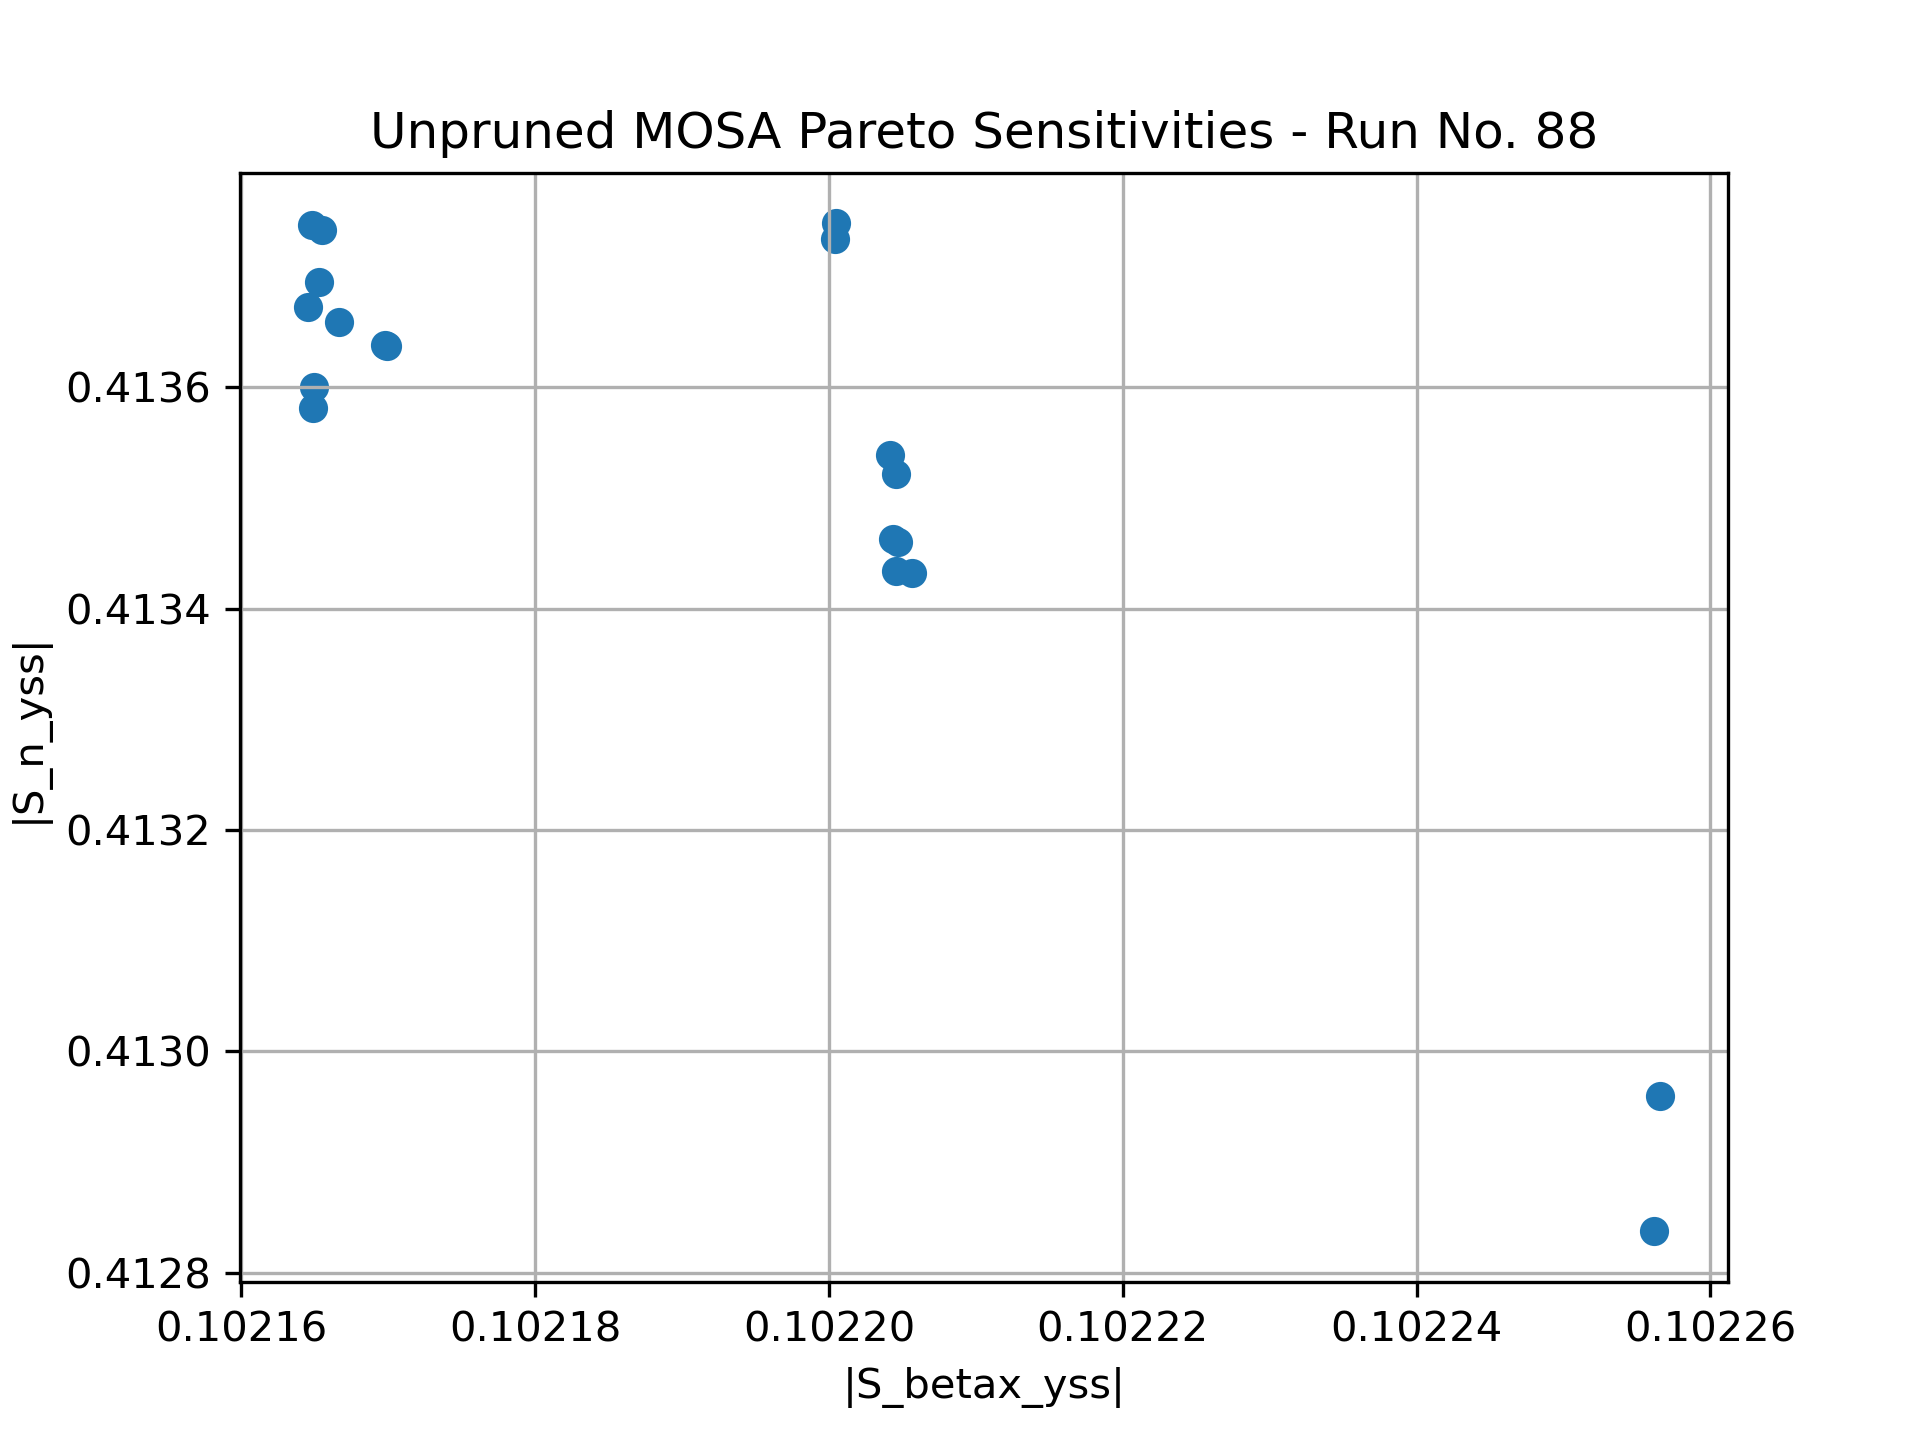 Unpruned MOSA Pareto Sensitivities - Run No. 88
|S_n_yss|
0.4136
0.4134
0.4132
0.4130
0.4128
0.10216 0.10218 0.10220 0.10222 0.10224 0.10226
|S_betax_yss|